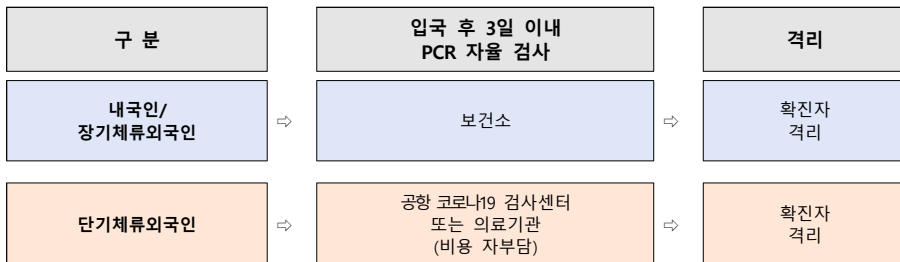 구 분
입국 후 3일 이내
PCR 자율 검사
격리
내국인/
장기체류외국인
⇨
보건소
⇨
확진자
격리
단기체류외국인
⇨
공항 코로나19 검사센터
또는 의료기관
(비용 자부담)
⇨
확진자
격리